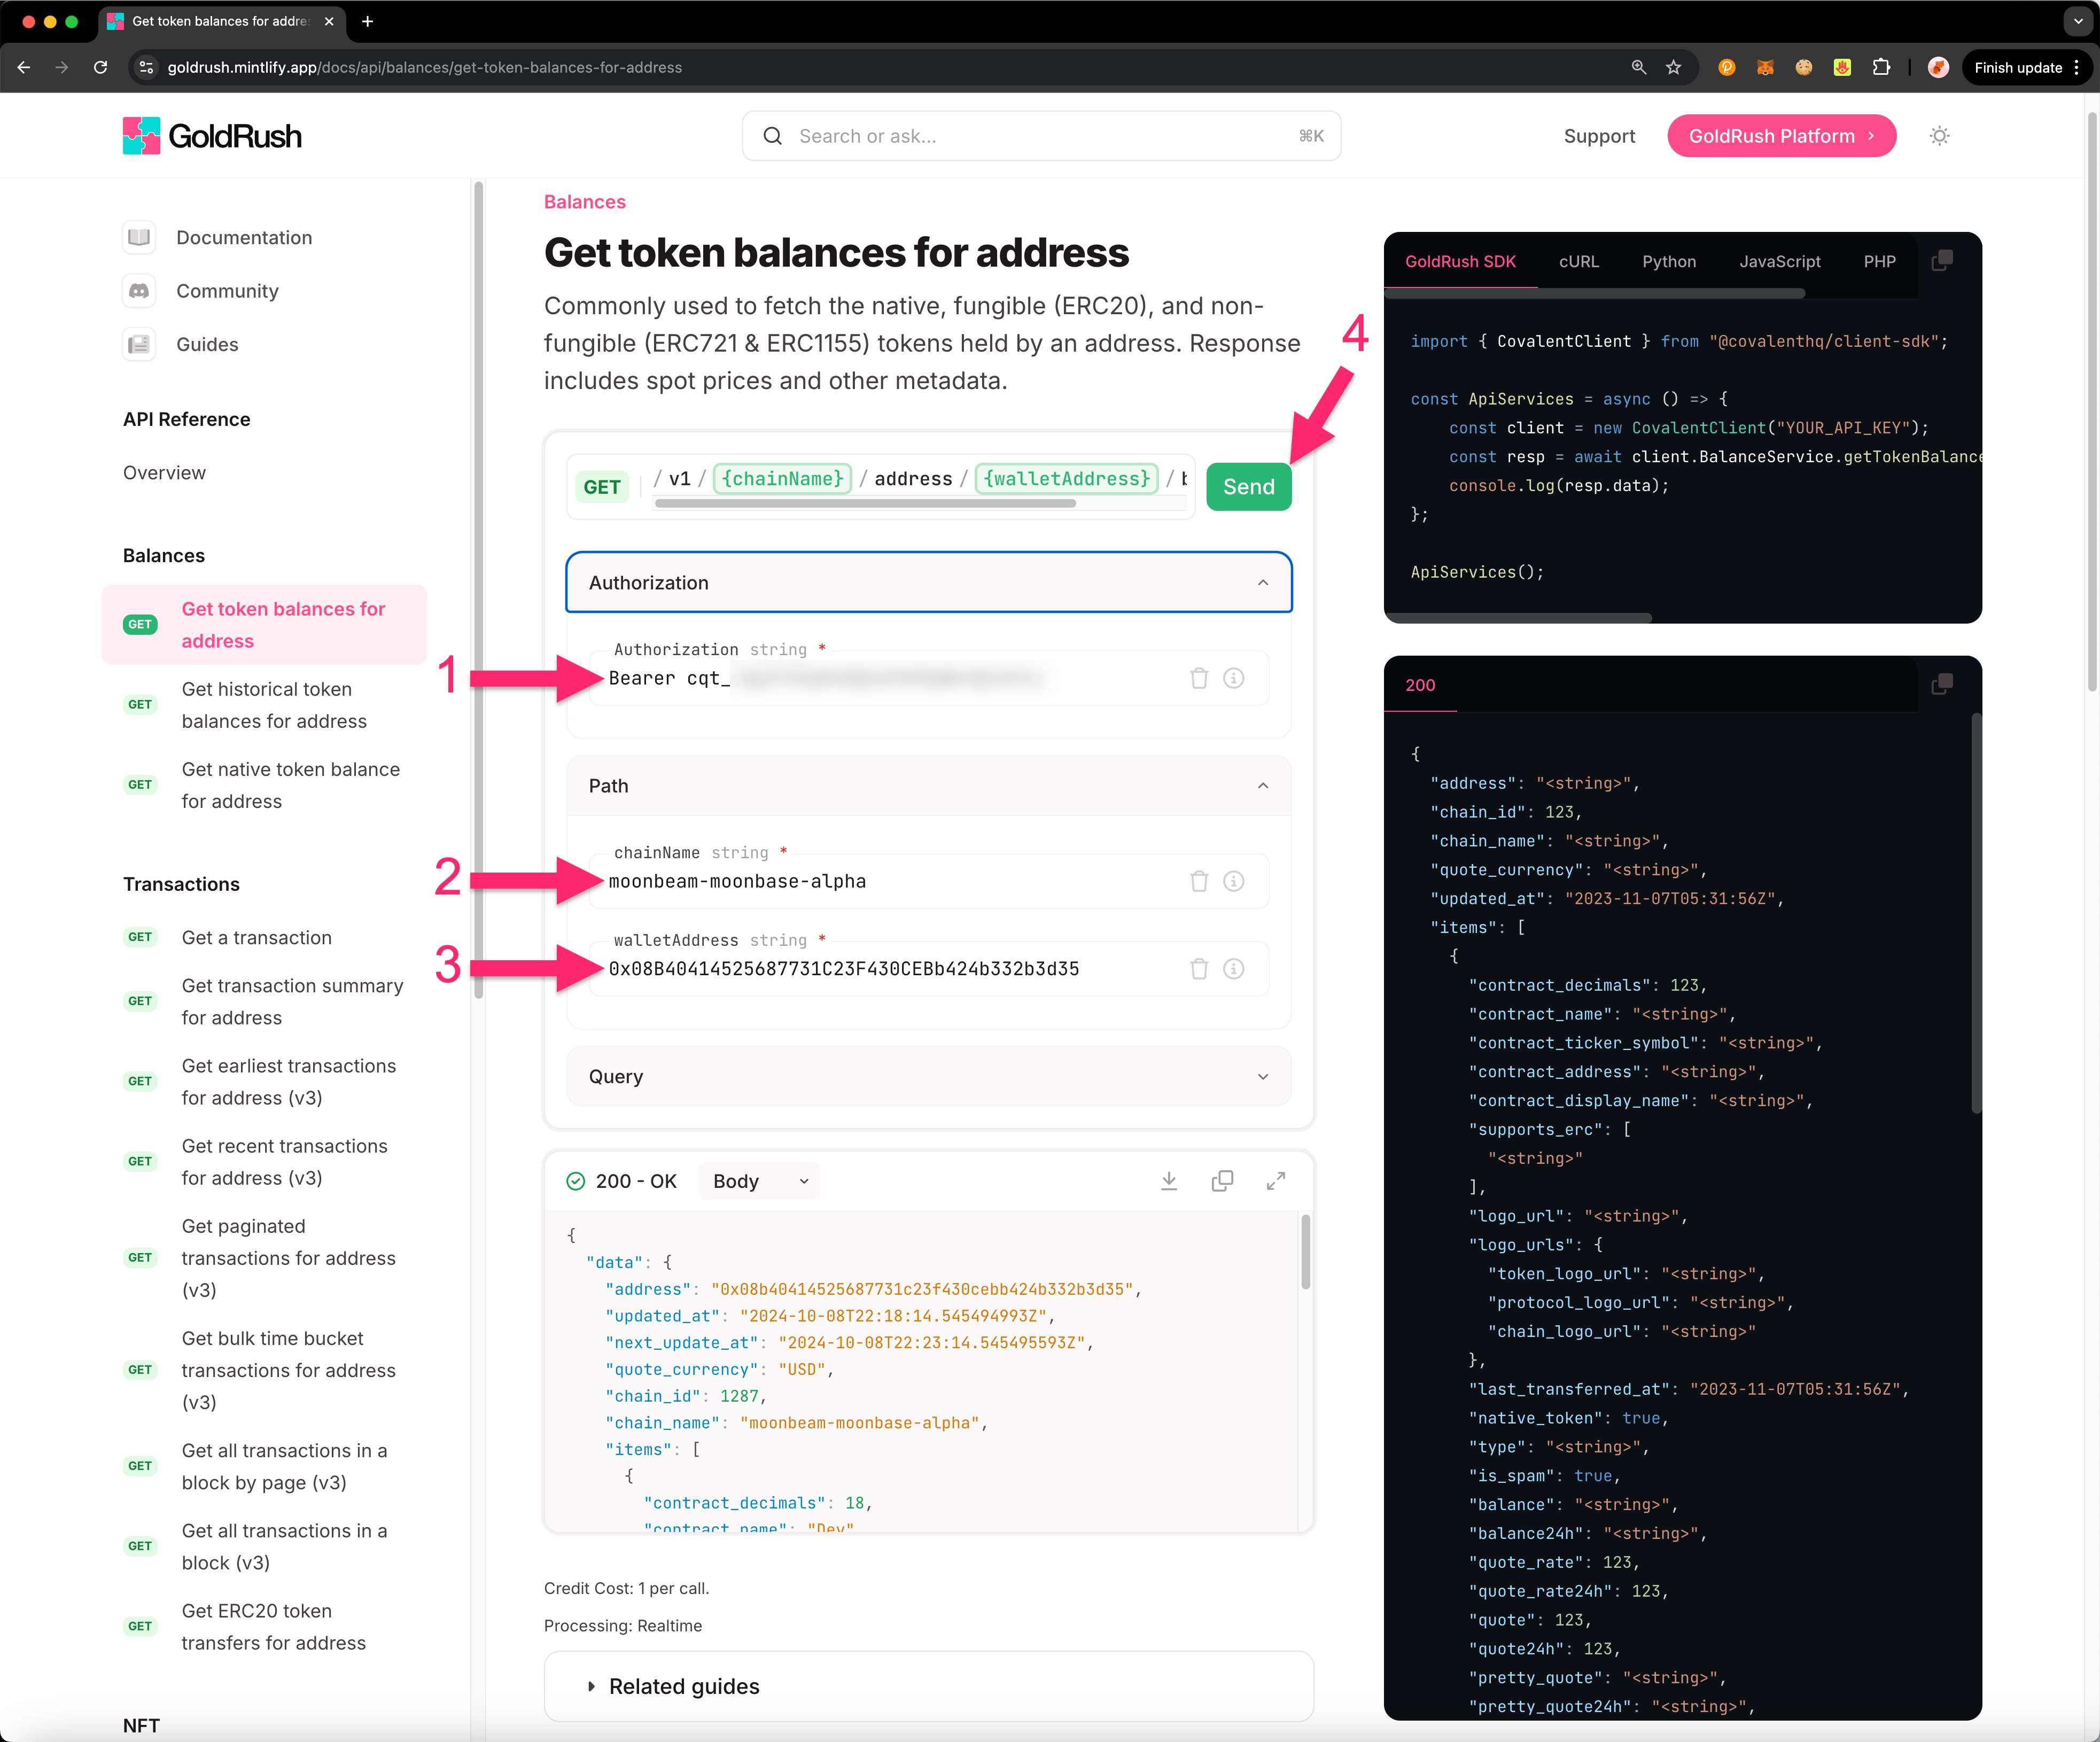 Get token balances for addre
goldrush.mintlify.app/docs/api/balances/get-token-balances-for-address
Finish update
GoldRush
Search or ask...
⌘K
Support
GoldRush Platform
Documentation
Community
Guides
API Reference
Overview
Balances
GET
Get token balances for
address
GET
Get historical token
balances for address
GET
Get native token balance
for address
Transactions
GET
Get a transaction
GET
Get transaction summary
for address
GET
Get earliest transactions
for address (v3)
GET
Get recent transactions
for address (v3)
GET
Get paginated
transactions for address
(v3)
GET
Get bulk time bucket
transactions for address
(v3)
GET
Get all transactions in a
block by page (v3)
GET
Get all transactions in a
block (v3)
GET
Get ERC20 token
transfers for address
NFT
Balances
Get token balances for address
Commonly used to fetch the native, fungible (ERC20), and non-
fungible (ERC721 & ERC1155) tokens held by an address. Response
includes spot prices and other metadata.
4
GET / v1 / {chainName} / address / {walletAddress} / b
Send
Authorization
Authorization string *
1
Bearer cqt_
Path
chainName string *
2
moonbeam-moonbase-alpha
walletAddress string *
3
0x08B40414525687731C23F430CEBb424b332b3d35
Query
200 - OK
Body
{
"data": {
"address": "0x08b40414525687731c23f430cebb424b332b3d35",
"updated_at": "2024-10-08T22:18:14.545494993Z",
"next_update_at": "2024-10-08T22:23:14.545495593Z",
"quote_currency": "USD",
"chain_id": 1287,
"chain_name": "moonbeam-moonbase-alpha",
"items": [
{
"contract_decimals": 18,
"contract_name": "Dev"
Credit Cost: 1 per call.
Processing: Realtime
Related guides
GoldRush SDK
cURL
Python
JavaScript
PHP
import { CovalentClient } from "@covalenthq/client-sdk";
const ApiServices = async () => {
const client = new CovalentClient("YOUR_API_KEY");
const resp = await client.BalanceService.getTokenBalance
console.log(resp.data);
};
ApiServices();
200
{
"address": "<string>",
"chain_id": 123,
"chain_name": "<string>",
"quote_currency": "<string>",
"updated_at": "2023-11-07T05:31:56Z",
"items": [
{
"contract_decimals": 123,
"contract_name": "<string>",
"contract_ticker_symbol": "<string>",
"contract_address": "<string>",
"contract_display_name": "<string>",
"supports_erc": [
"<string>"
],
"logo_url": "<string>",
"logo_urls": {
"token_logo_url": "<string>",
"protocol_logo_url": "<string>",
"chain_logo_url": "<string>"
},
"last_transferred_at": "2023-11-07T05:31:56Z",
"native_token": true,
"type": "<string>",
"is_spam": true,
"balance": "<string>",
"balance24h": "<string>",
"quote_rate": 123,
"quote_rate24h": 123,
"quote": 123,
"quote24h": 123,
"pretty_quote": "<string>",
"pretty_quote24h": "<string>",